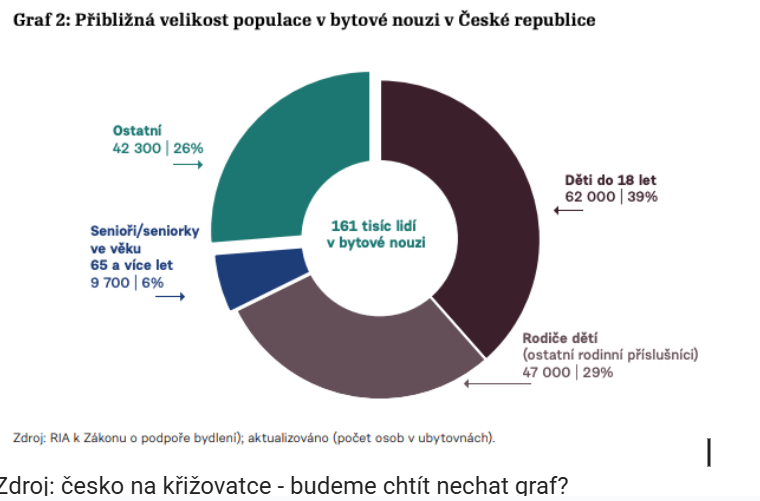 Graf 2: Přibližná velikost populace v bytové nouzi v České republice
Ostatní
42 300 | 26%
Děti do 18 let
62 000 | 39%
161 tisíc lidí
v bytové nouzi
Senioři/seniorky
ve věku
65 a více let
9 700 | 6%
Rodiče dětí
(ostatní rodinní příslušníci)
47 000 | 29%
Zdroj: RIA k Zákonu o podpoře bydlení); aktualizováno (počet osob v ubytovnách).
Zdroj: česko na křižovatce - budeme chtít nechat graf?